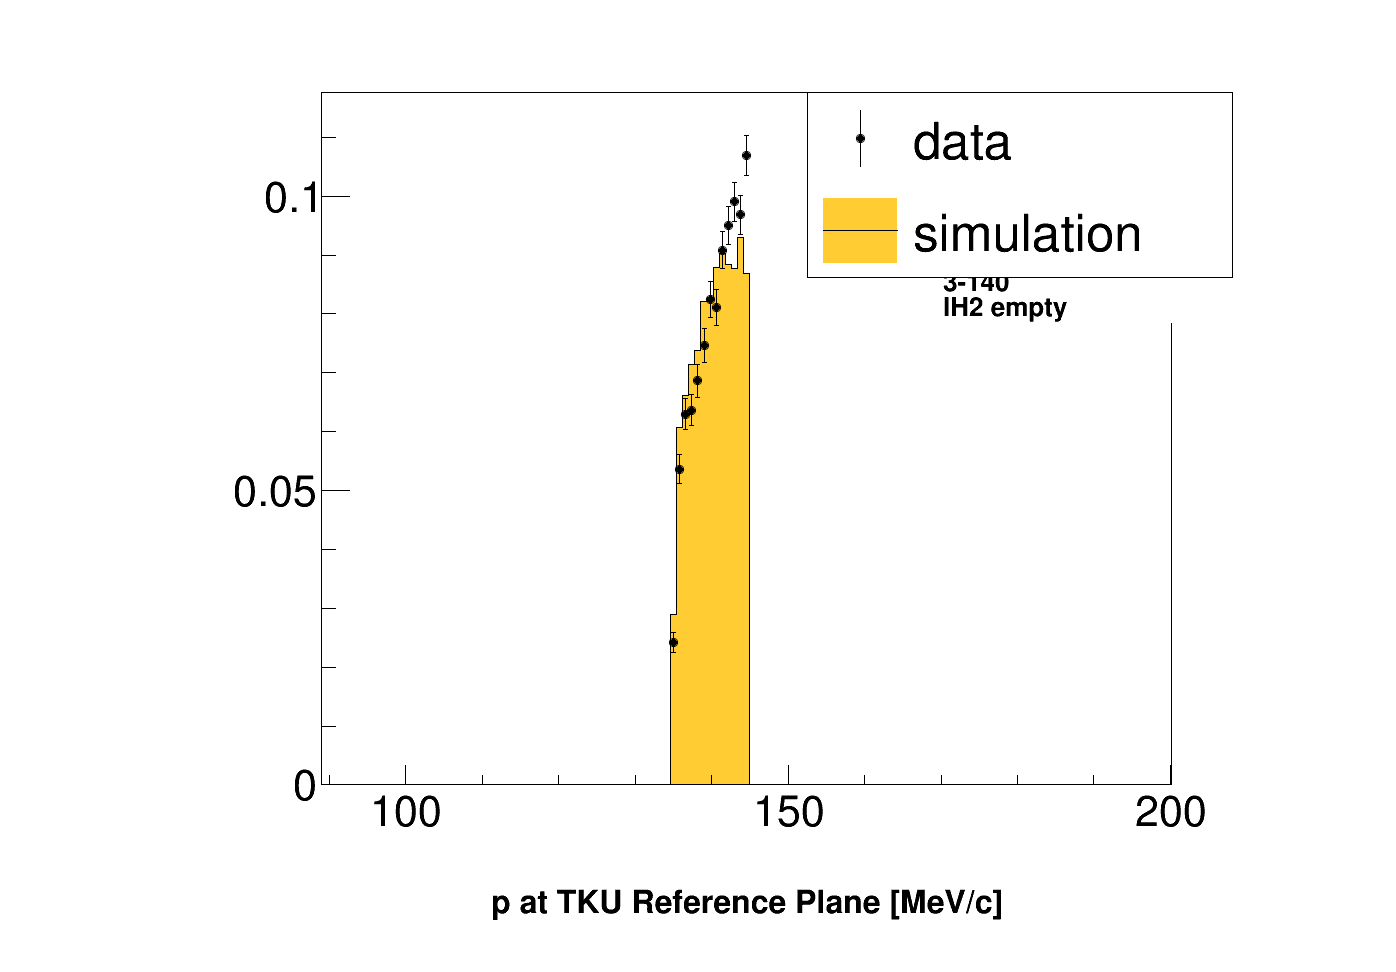 data
simulation
3-140
lH2 empty
0.1
0.05
0
100 150 200
p at TKU Reference Plane [MeV/c]